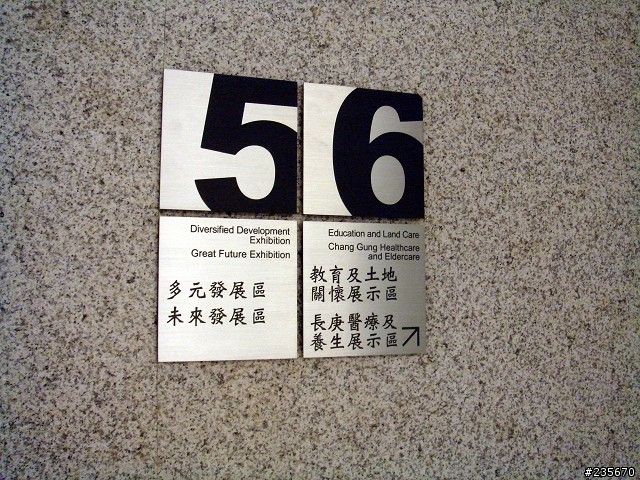 5
Diversified Development
Exhibition
Great Future Exhibition
多元發展區
未來發展區
6
Education and Land Care
Chang Gung Healthcare
and Eldercare
教育及土地
關懷展示區
長庚醫療及
養生展示區
#235670